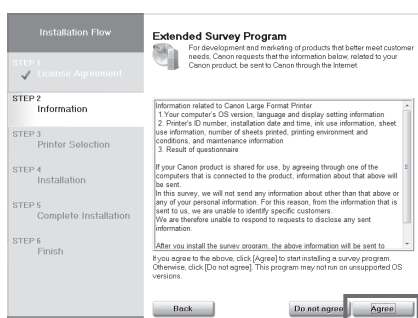 Installation Flow
STEP 1
License Agreement
STEP 2
Information
STEP 3
Printer Selection
STEP 4
Installation
STEP 5
Complete Installation
STEP 6
Finish
Extended Survey Program
For development and marketing of products that better meet customer
needs, Canon requests that the information below, related to your
Canon product, be sent to Canon through the Internet.
Information related to Canon Large Format Printer
1.Your computer's OS version, language and display setting information
2. Printer's ID number, installation date and time, ink use information, sheet
use information, number of sheets printed, printing environment and
conditions, and maintenance information
3. Result of questionnaire
If your Canon product is shared for use, by agreeing through one of the
computers that is connected to the product, information about that above will
be sent.
In this survey, we will not send any information about other than that above or
any of your personal information. For this reason, from the information that is
sent to us, we are unable to identify specific customers.
We are therefore unable to respond to requests to disclose any sent
information.
After you install the survey program, the above information will be sent to
If you agree to the above, click [Agree] to start installing a survey program.
Otherwise, click [Do not agree]. This program may not run on unsupported OS
versions.
Back
Do not agree
Agree